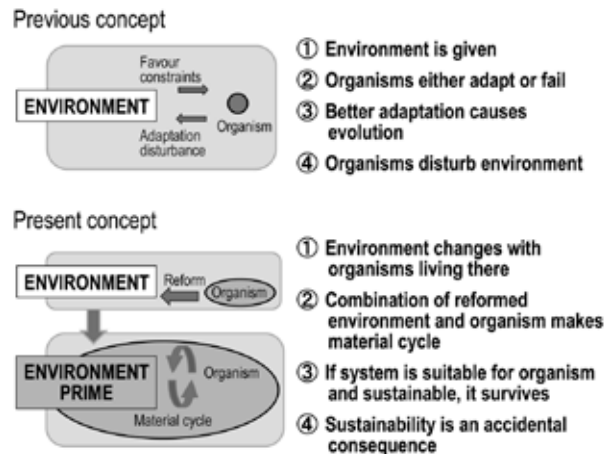 Previous concept
Favour
constraints
ENVIRONMENT
Organism
Adaptation
disturbance
① Environment is given
② Organisms either adapt or fail
③ Better adaptation causes
evolution
④ Organisms disturb environment
Present concept
ENVIRONMENT
Reform
Organism
ENVIRONMENT
PRIME
Organism
Material cycle
① Environment changes with
organisms living there
② Combination of reformed
environment and organism makes
material cycle
③ If system is suitable for organism
and sustainable, it survives
④ Sustainability is an accidental
consequence